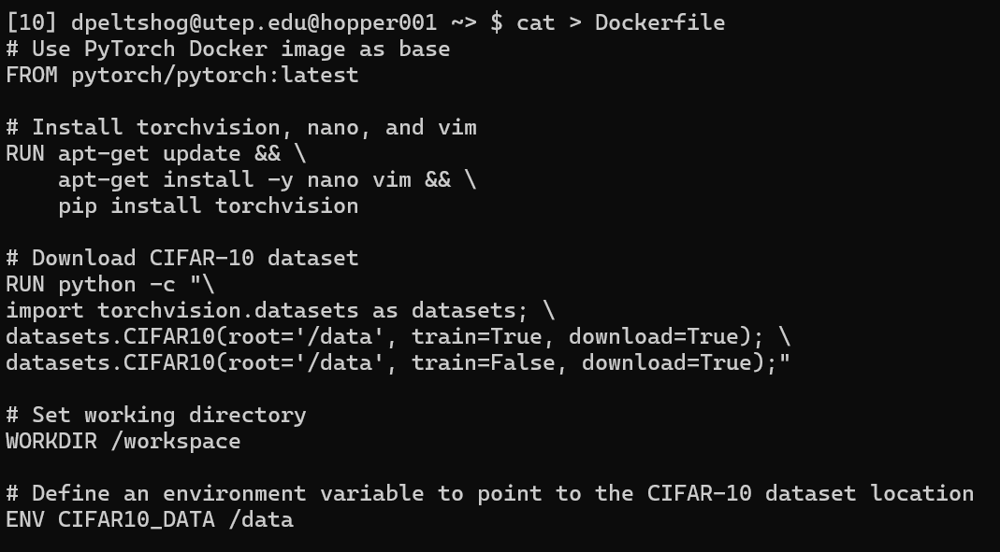 [10] dpeltshog@utep.edu@hopper001 ~> $ cat > Dockerfile
# Use PyTorch Docker image as base
FROM pytorch/pytorch:latest

# Install torchvision, nano, and vim
RUN apt-get update && \
    apt-get install -y nano vim && \
    pip install torchvision

# Download CIFAR-10 dataset
RUN python -c "\
import torchvision.datasets as datasets; \
datasets.CIFAR10(root='/data', train=True, download=True); \
datasets.CIFAR10(root='/data', train=False, download=True);"

# Set working directory
WORKDIR /workspace

# Define an environment variable to point to the CIFAR-10 dataset location
ENV CIFAR10_DATA /data